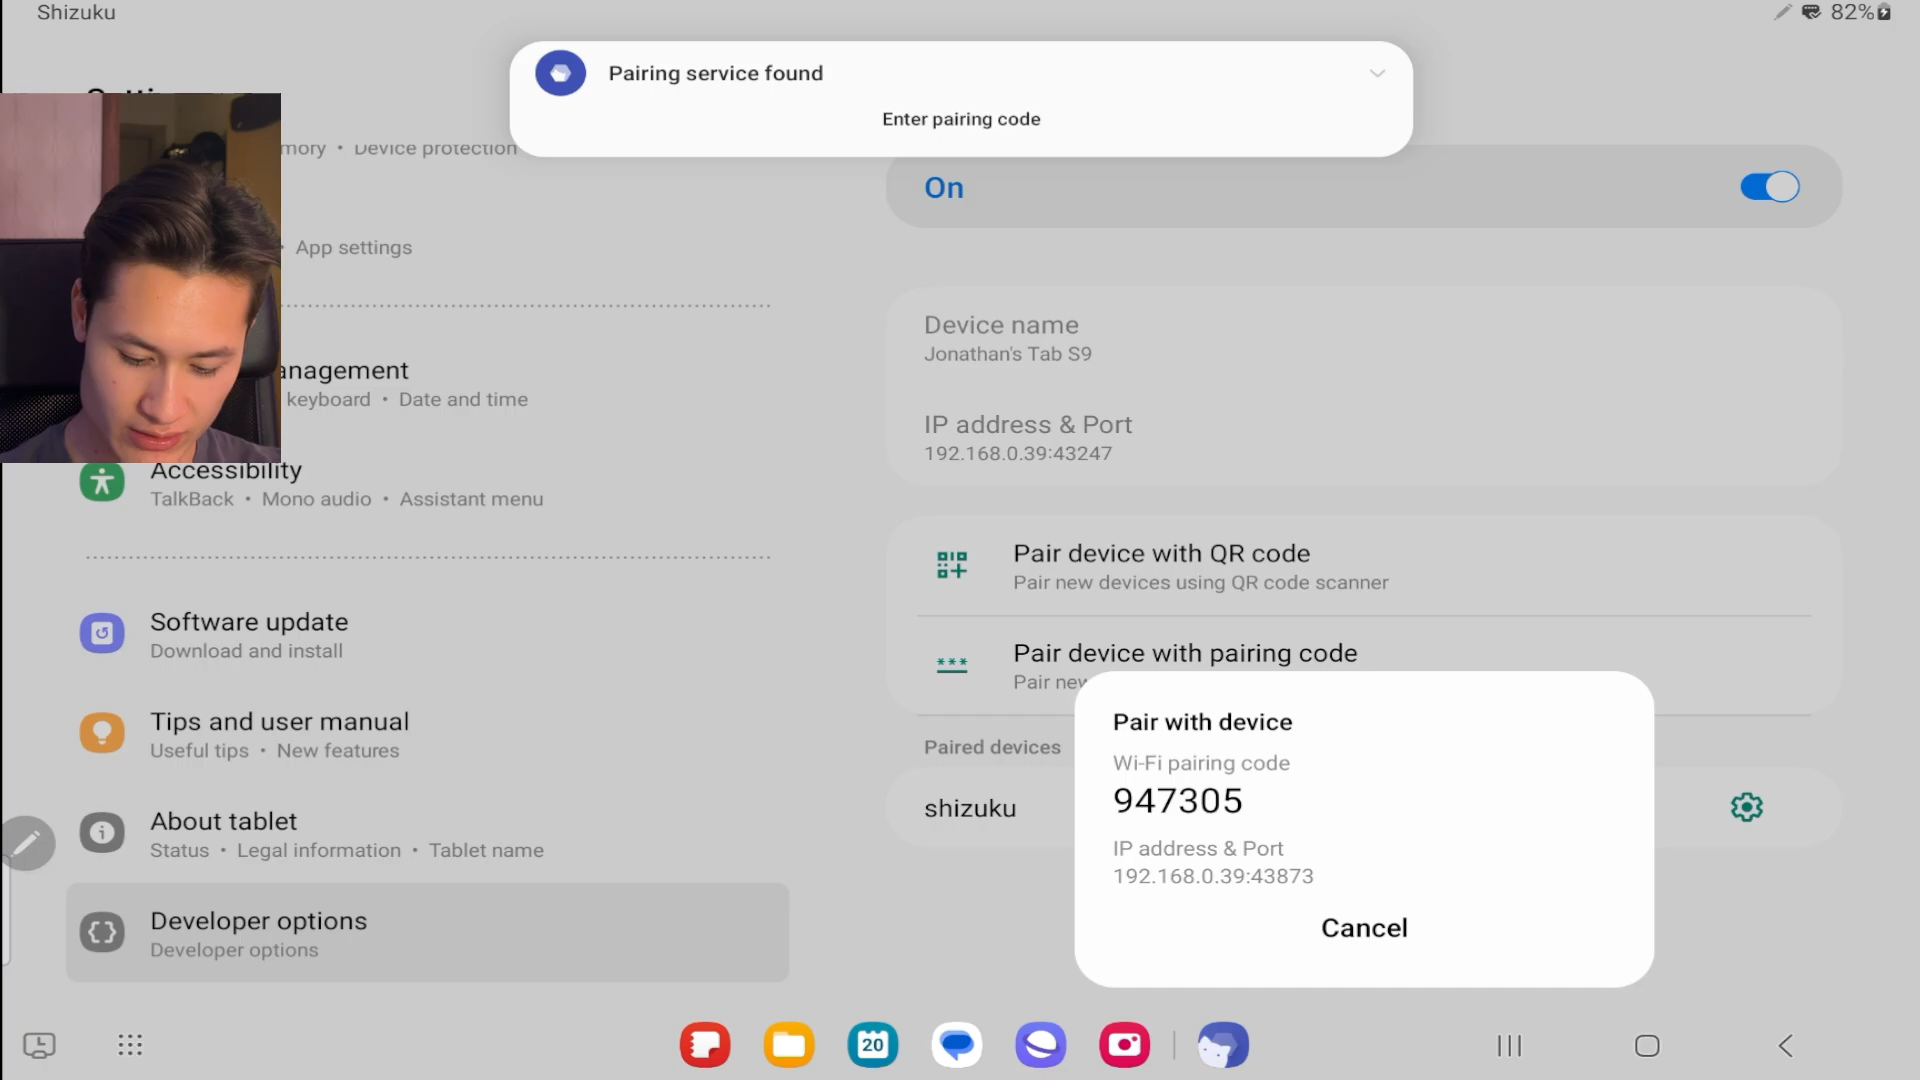 Shizuku
82%
Pairing service found
Enter pairing code
mory • Device protection
App settings
anagement
keyboard • Date and time
Accessibility
TalkBack • Mono audio • Assistant menu
Software update
Download and install
Tips and user manual
Useful tips • New features
About tablet
Status • Legal information • Tablet name
Developer options
Developer options
On
Device name
Jonathan's Tab S9
IP address & Port
192.168.0.39:43247
Pair device with QR code
Pair new devices using QR code scanner
Pair device with pairing code
Pair new
Paired devices
shizuku
Pair with device
Wi-Fi pairing code
947305
IP address & Port
192.168.0.39:43873
Cancel
20